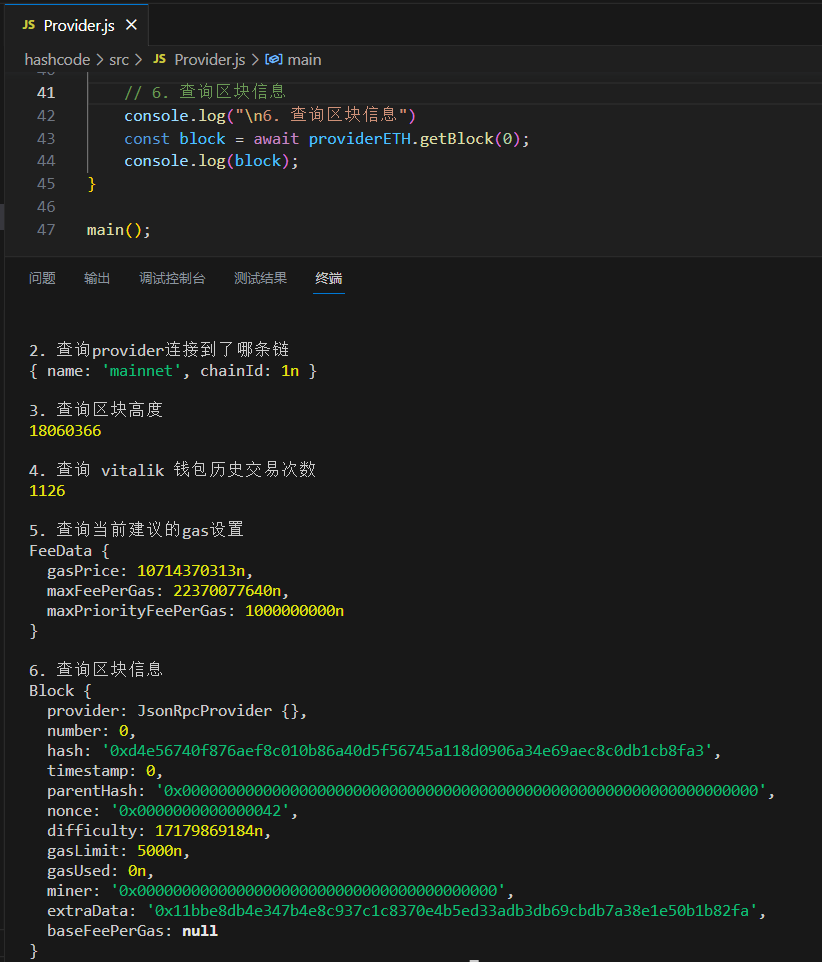 JS Provider.js ×
hashcode > src > JS Provider.js > main
41 // 6. 查询区块信息
42 console.log("\n6. 查询区块信息")
43 const block = await providerETH.getBlock(0);
44 console.log(block);
45 }
46
47 main();
问题 输出 调试控制台 测试结果 终端
2. 查询provider连接到了哪条链
{ name: 'mainnet', chainId: 1n }
3. 查询区块高度
18060366
4. 查询 vitalik 钱包历史交易次数
1126
5. 查询当前建议的gas设置
FeeData {
gasPrice: 10714370313n,
maxFeePerGas: 22370077640n,
maxPriorityFeePerGas: 1000000000n
}
6. 查询区块信息
Block {
provider: JsonRpcProvider {},
number: 0,
hash: '0xd4e56740f876aef8c010b86a40d5f56745a118d0906a34e69aec8c0db1cb8fa3',
timestamp: 0,
parentHash: '0x0000000000000000000000000000000000000000000000000000000000000000',
nonce: '0x0000000000000042',
difficulty: 17179869184n,
gasLimit: 5000n,
gasUsed: 0n,
miner: '0x0000000000000000000000000000000000000000',
extraData: '0x11bbe8db4e347b4e8c937c1c8370e4b5ed33adb3db69cbdb7a38e1e50b1b82fa',
baseFeePerGas: null
}